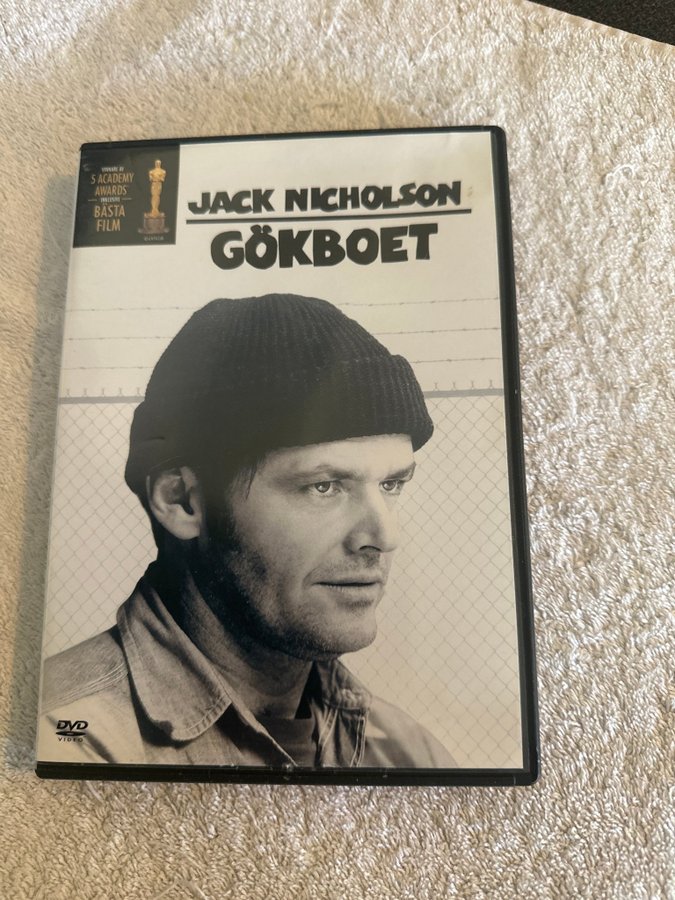 VINNARE AV
5 ACADEMY
AWARDS
INKLUSIVE
BÄSTA
FILM
JACK NICHOLSON
GÖKBOET
DVD
VIDEO